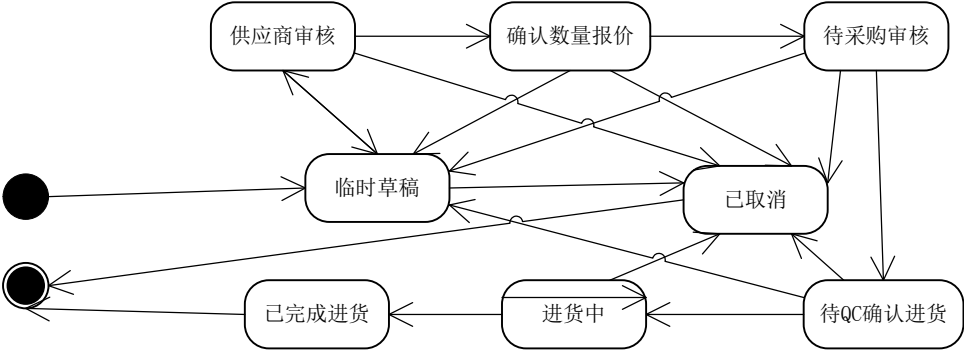 供应商审核
确认数量报价
待采购审核
临时草稿
已取消
已完成进货
进货中
待QC确认进货